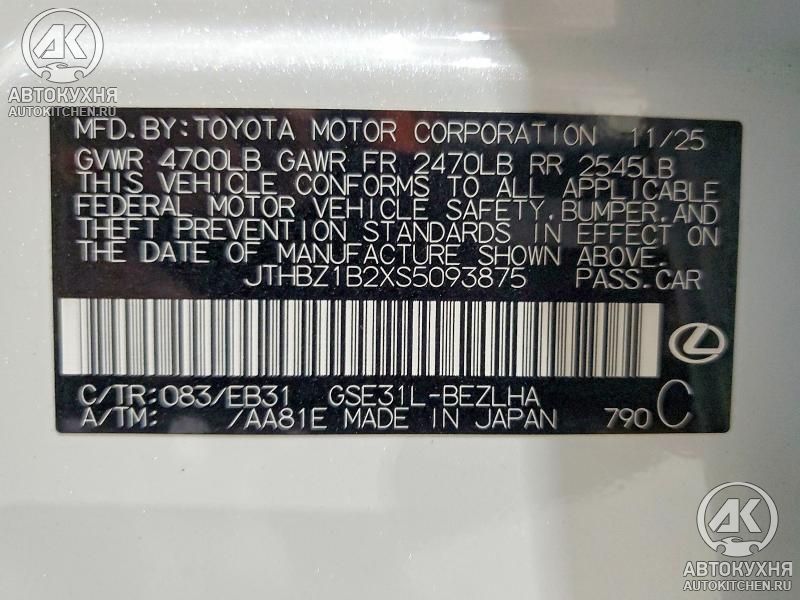 АК
АВТОКУХНЯ
AUTOKITCHEN.RU
MFD. BY: TOYOTA MOTOR CORPORATION 11/25
GVWR 4700LB GAWR FR 2470LB RR 2545LB
THIS VEHICLE CONFORMS TO ALL APPLICABLE
FEDERAL MOTOR VEHICLE SAFETY, BUMPER, AND
THEFT PREVENTION STANDARDS IN EFFECT ON
THE DATE OF MANUFACTURE SHOWN ABOVE.
JTHBZ1B2XS5093875 PASS. CAR
C/TR: 083/EB31 GSE31L-BEZLHA
A/TM: /AA81E MADE IN JAPAN 790 C
АК
АВТОКУХНЯ
AUTOKITCHEN.RU